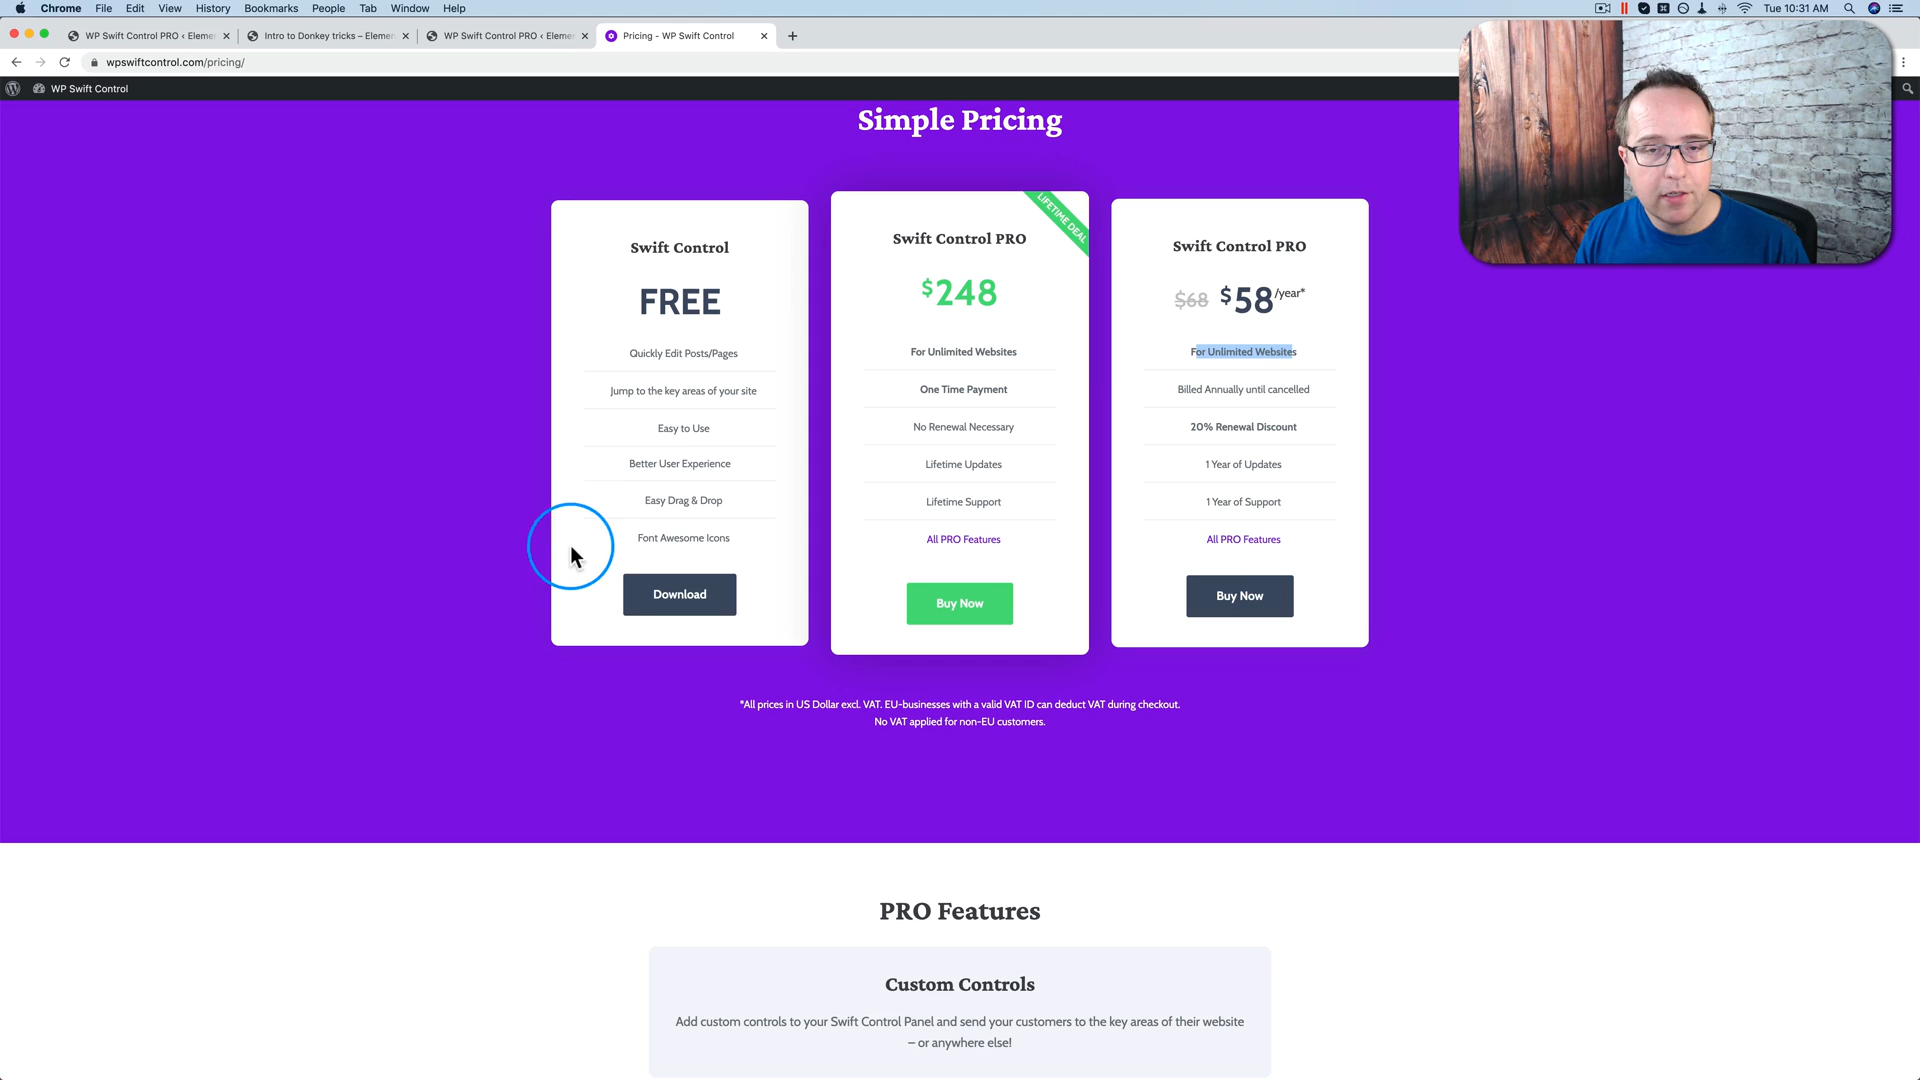 Chrome File Edit View History Bookmarks People Tab Window Help Tue 10:31 AM
WP Swift Control PRO ‹ Eleme Intro to Donkey tricks – Elemen WP Swift Control PRO ‹ Eleme Pricing - WP Swift Control
wpswiftcontrol.com/pricing/
WP Swift Control
Simple Pricing
Swift Control
FREE
Quickly Edit Posts/Pages
Jump to the key areas of your site
Easy to Use
Better User Experience
Easy Drag & Drop
Font Awesome Icons
Download
LIFETIME DEAL
Swift Control PRO
$248
For Unlimited Websites
One Time Payment
No Renewal Necessary
Lifetime Updates
Lifetime Support
All PRO Features
Buy Now
Swift Control PRO
$68 $58/year*
For Unlimited Websites
Billed Annually until cancelled
20% Renewal Discount
1 Year of Updates
1 Year of Support
All PRO Features
Buy Now
*All prices in US Dollar excl. VAT. EU-businesses with a valid VAT ID can deduct VAT during checkout.
No VAT applied for non-EU customers.
PRO Features
Custom Controls
Add custom controls to your Swift Control Panel and send your customers to the key areas of their website
– or anywhere else!